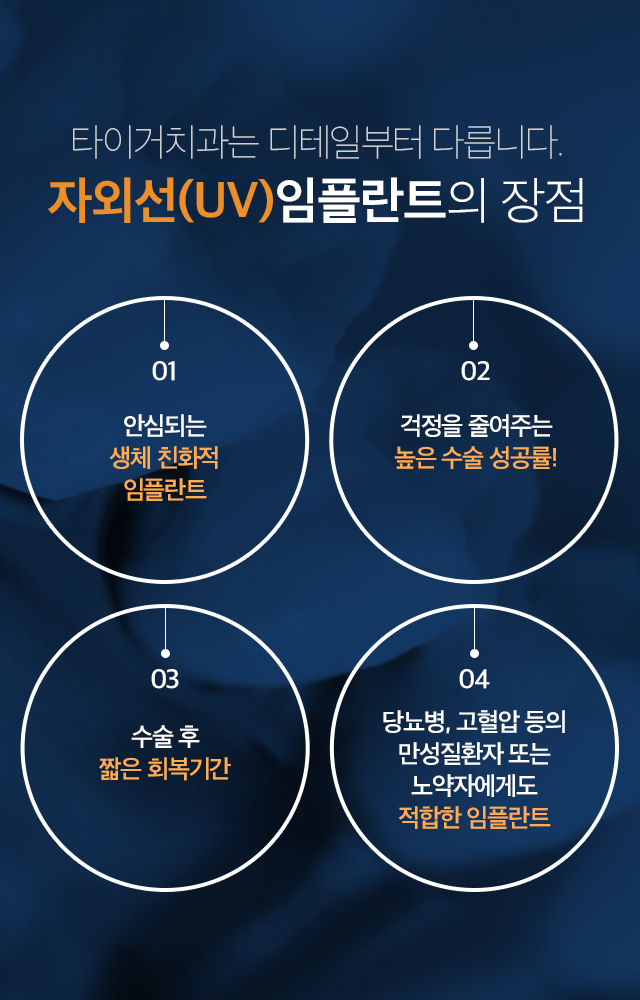 타이거치과는 디테일부터 다릅니다.
자외선(UV)임플란트의 장점
01
안심되는
생체 친화적
임플란트
02
걱정을 줄여주는
높은 수술 성공률!
03
수술 후
짧은 회복기간
04
당뇨병, 고혈압 등의
만성질환자 또는
노약자에게도
적합한 임플란트